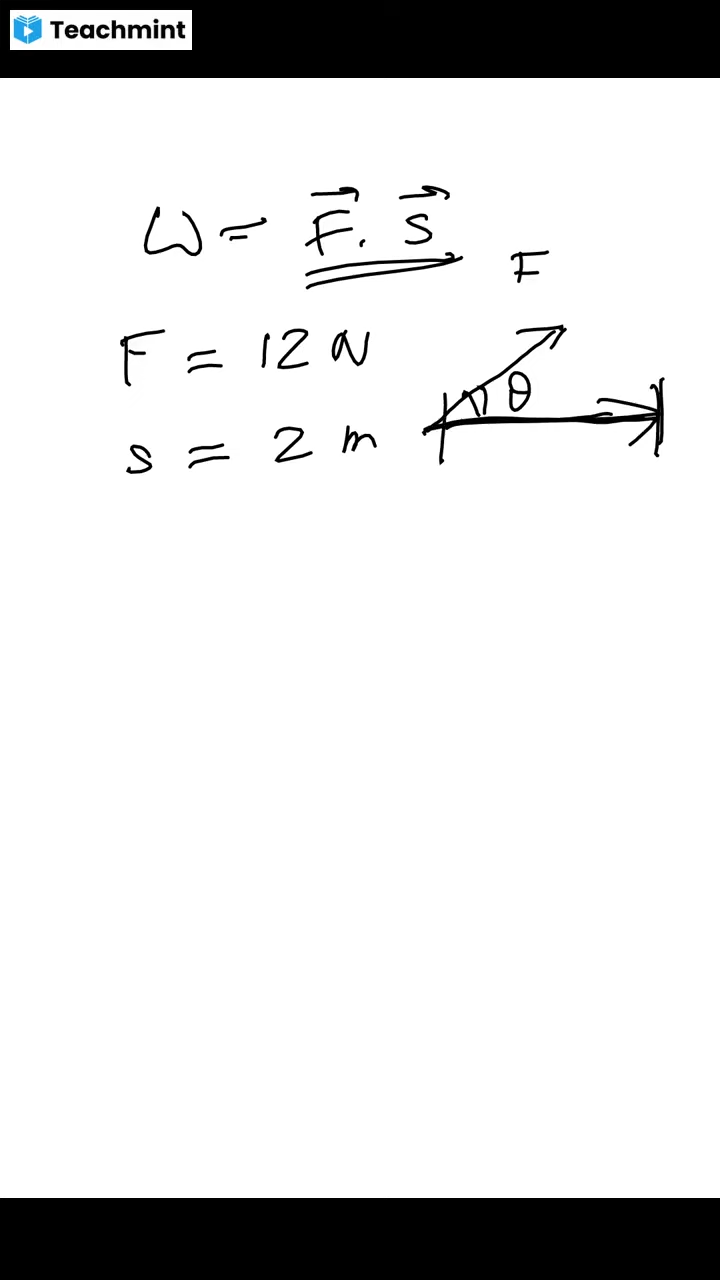 Teachmint
W = F⃗ . s⃗
F
F = 12 N
θ
s = 2 m